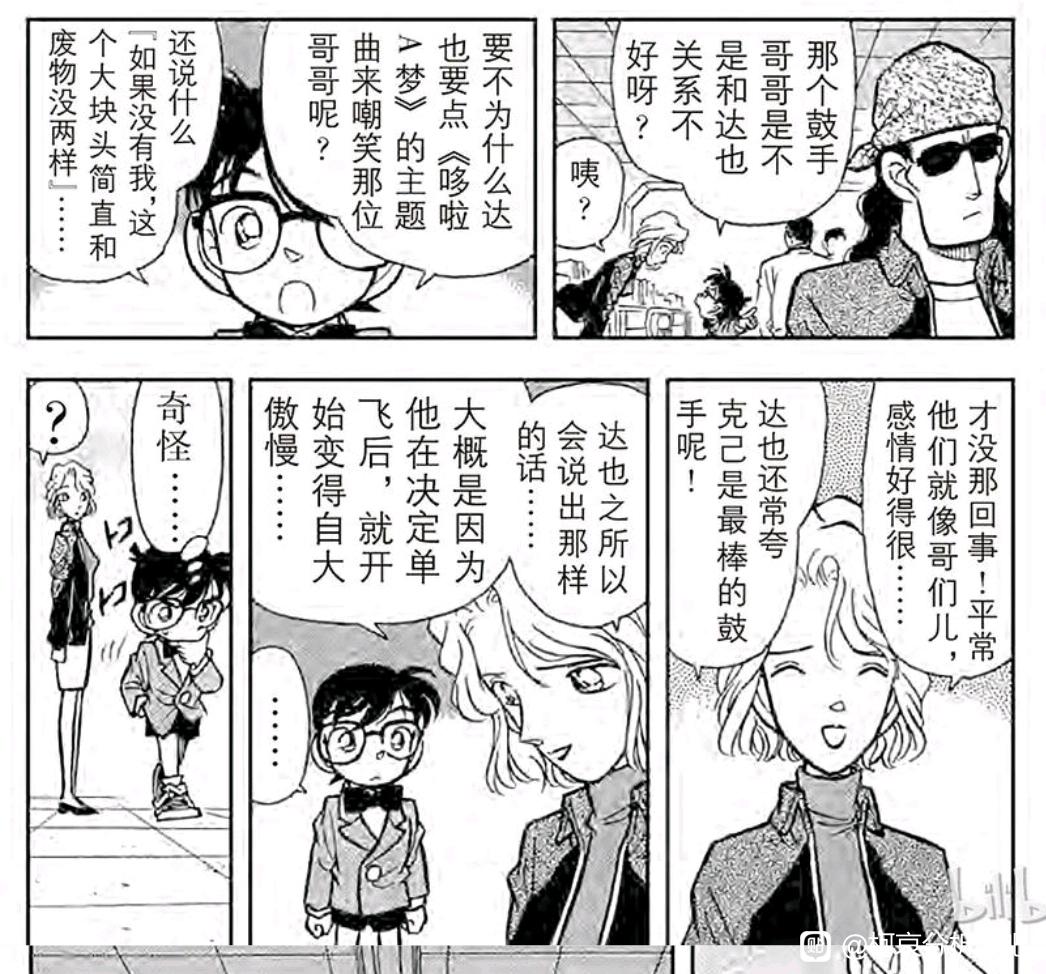 那个鼓手
哥哥是不
是和达也
关系不
好呀？
咦？
要不为什么达
也要点《哆啦
A梦》的主题
曲来嘲笑那位
哥哥呢？
还说什么
『如果没有我，这
个大块头简直和
废物没两样』……
才没那回事！平常
他们就像哥们儿，
感情好得很……
达也还常夸
克己是最棒的鼓
手呢！
达也之所以
会说出那样
的话……
大概是因为
他在决定单
飞后，就开
始变得自大
傲慢……
……
奇怪……
？
トコ
トコ